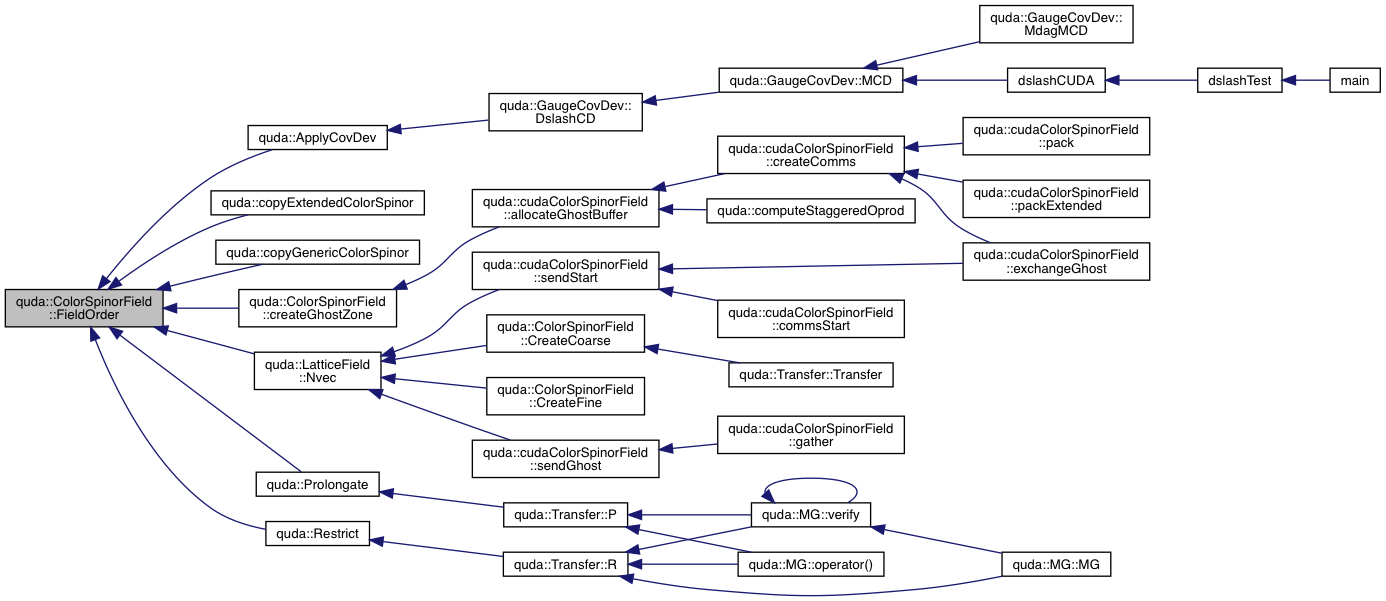 quda::GaugeCovDev::
MdagMCD
quda::GaugeCovDev::MCD
dslashCUDA
dslashTest
main
quda::GaugeCovDev::
DslashCD
quda::ApplyCovDev
quda::cudaColorSpinorField
::pack
quda::cudaColorSpinorField
::createComms
quda::cudaColorSpinorField
::packExtended
quda::copyExtendedColorSpinor
quda::cudaColorSpinorField
::allocateGhostBuffer
quda::computeStaggeredOprod
quda::copyGenericColorSpinor
quda::cudaColorSpinorField
::sendStart
quda::cudaColorSpinorField
::exchangeGhost
quda::ColorSpinorField
::FieldOrder
quda::ColorSpinorField
::createGhostZone
quda::cudaColorSpinorField
::commsStart
quda::ColorSpinorField
::CreateCoarse
quda::LatticeField
::Nvec
quda::Transfer::Transfer
quda::ColorSpinorField
::CreateFine
quda::cudaColorSpinorField
::gather
quda::cudaColorSpinorField
::sendGhost
quda::Prolongate
quda::Transfer::P
quda::MG::verify
quda::Restrict
quda::Transfer::R
quda::MG::operator()
quda::MG::MG